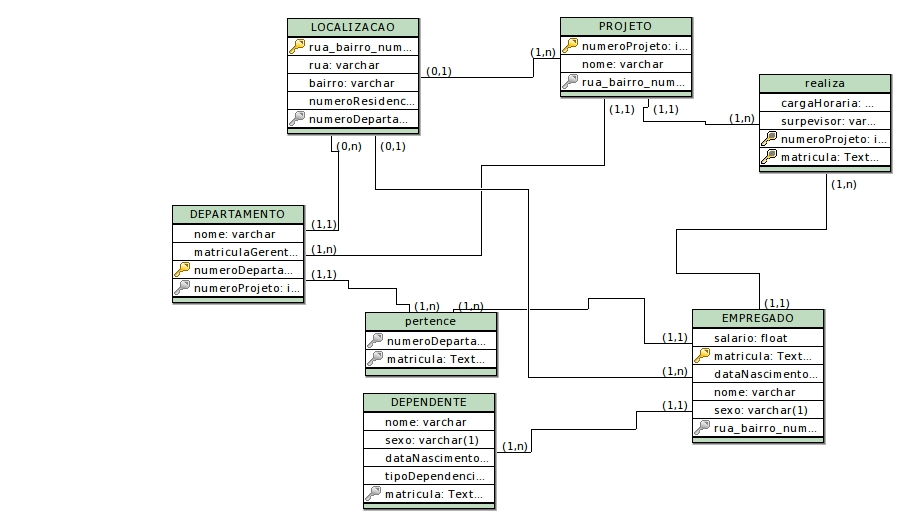 LOCALIZACAO
rua_bairro_num...
rua: varchar
bairro: varchar
numeroResidenc...
numeroDeparta...
PROJETO
numeroProjeto: i...
nome: varchar
rua_bairro_num...
realiza
cargaHoraria: ...
surpevisor: var...
numeroProjeto: i...
matricula: Text...
(0,1)
(1,n)
(1,1)
(1,1)
(1,n)
(0,n)
(0,1)
(1,n)
DEPARTAMENTO
nome: varchar
matriculaGerent...
numeroDeparta...
numeroProjeto: i...
(1,1)
(1,n)
(1,1)
(1,n)
(1,n)
pertence
numeroDeparta...
matricula: Text...
(1,1)
EMPREGADO
salario: float
matricula: Text...
dataNascimento...
nome: varchar
sexo: varchar(1)
rua_bairro_num...
(1,1)
(1,n)
(1,1)
DEPENDENTE
nome: varchar
sexo: varchar(1)
dataNascimento...
tipoDependenci...
matricula: Text...
(1,n)